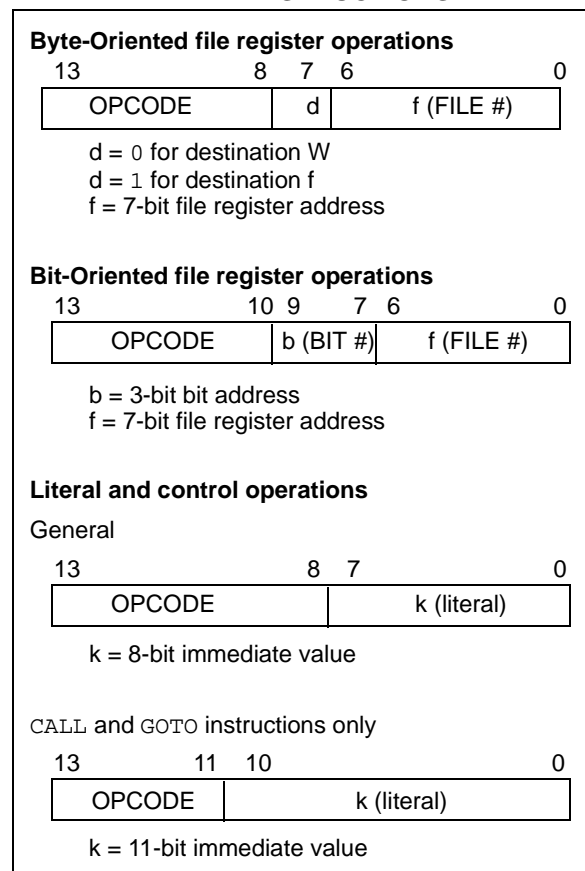 Byte-Oriented file register operations
13 8 7 6 0
OPCODE d f (FILE #)
d = 0 for destination W
d = 1 for destination f
f = 7-bit file register address
Bit-Oriented file register operations
13 10 9 7 6 0
OPCODE b (BIT #) f (FILE #)
b = 3-bit bit address
f = 7-bit file register address
Literal and control operations
General
13 8 7 0
OPCODE k (literal)
k = 8-bit immediate value
CALL and GOTO instructions only
13 11 10 0
OPCODE k (literal)
k = 11-bit immediate value